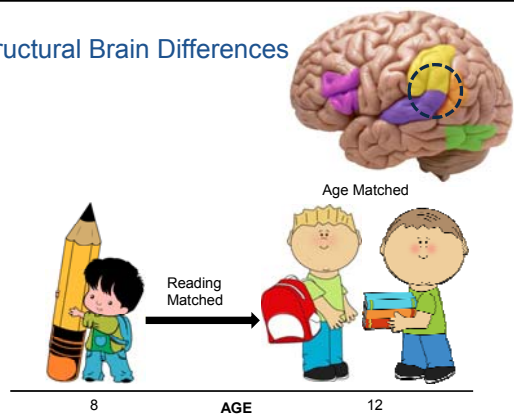 ructural Brain Differences
Age Matched
Reading
Matched
8 AGE 12